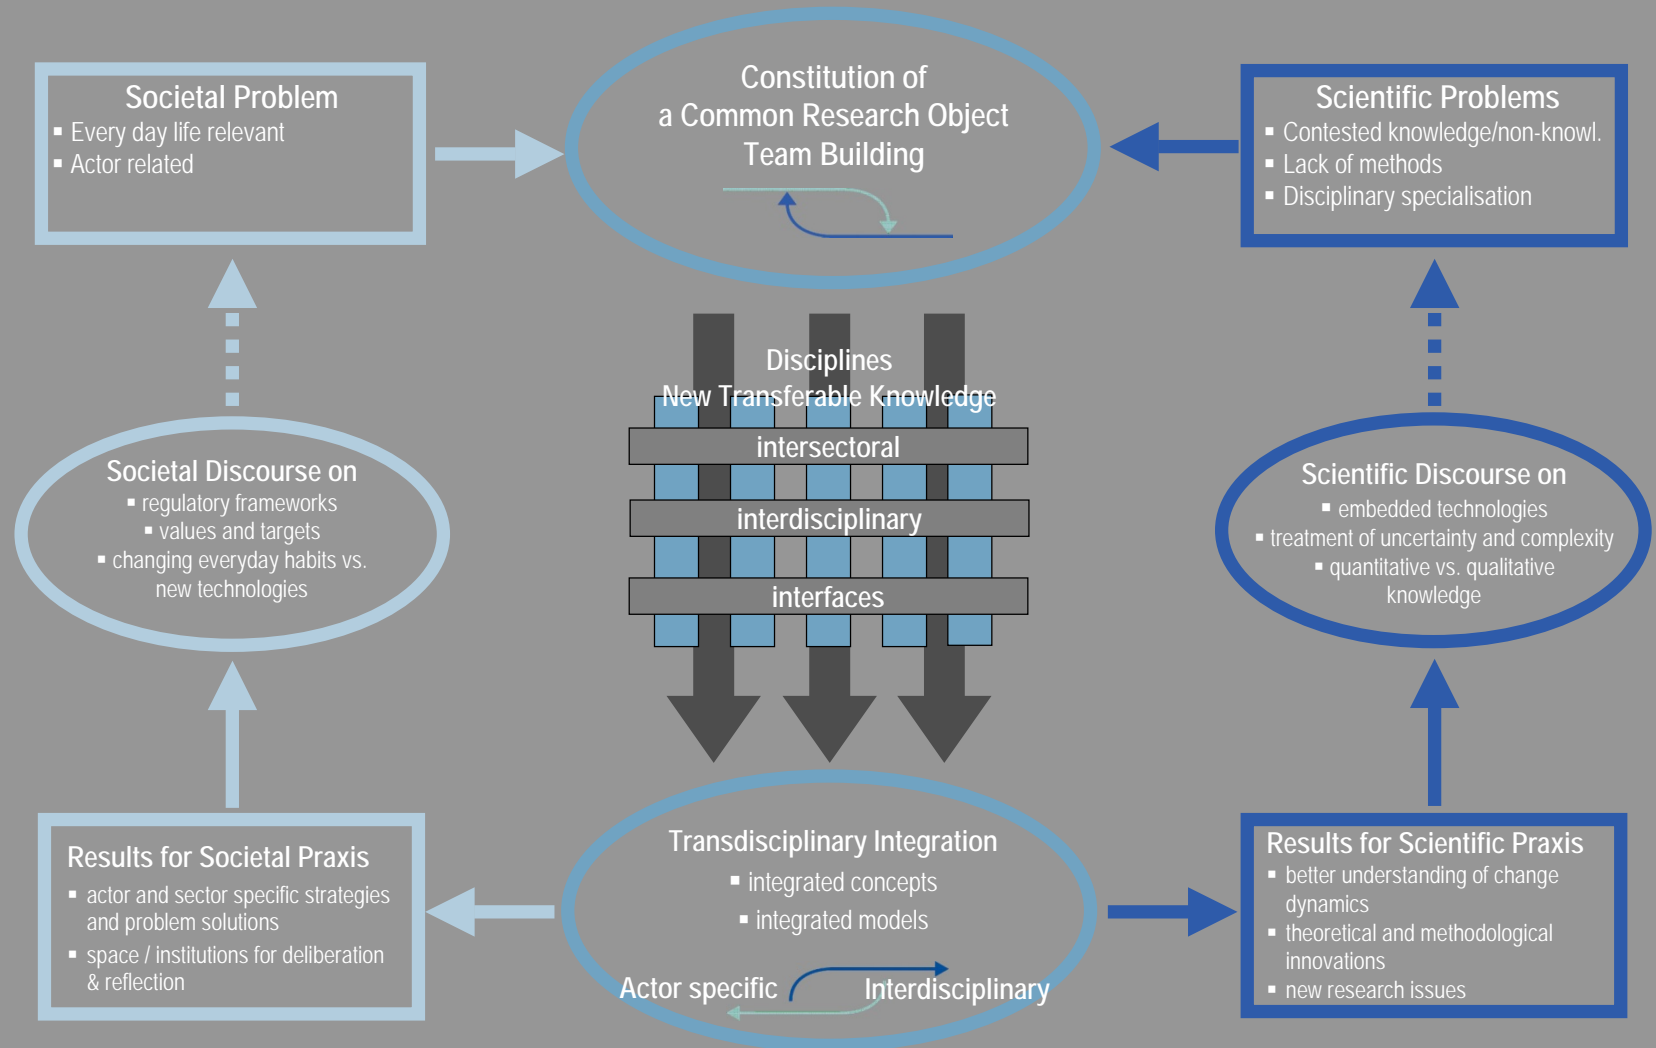 Societal Problem
▪ Every day life relevant
▪ Actor related
Constitution of
a Common Research Object
Team Building
Scientific Problems
▪ Contested knowledge/non-knowl.
▪ Lack of methods
▪ Disciplinary specialisation
Disciplines
New Transferable Knowledge
intersectoral
interdisciplinary
interfaces
Societal Discourse on
▪ regulatory frameworks
▪ values and targets
▪ changing everyday habits vs.
new technologies
Scientific Discourse on
▪ embedded technologies
▪ treatment of uncertainty and complexity
▪ quantitative vs. qualitative
knowledge
Results for Societal Praxis
▪ actor and sector specific strategies
and problem solutions
▪ space / institutions for deliberation
& reflection
Transdisciplinary Integration
▪ integrated concepts
▪ integrated models
Actor specific
Interdisciplinary
Results for Scientific Praxis
▪ better understanding of change
dynamics
▪ theoretical and methodological
innovations
▪ new research issues